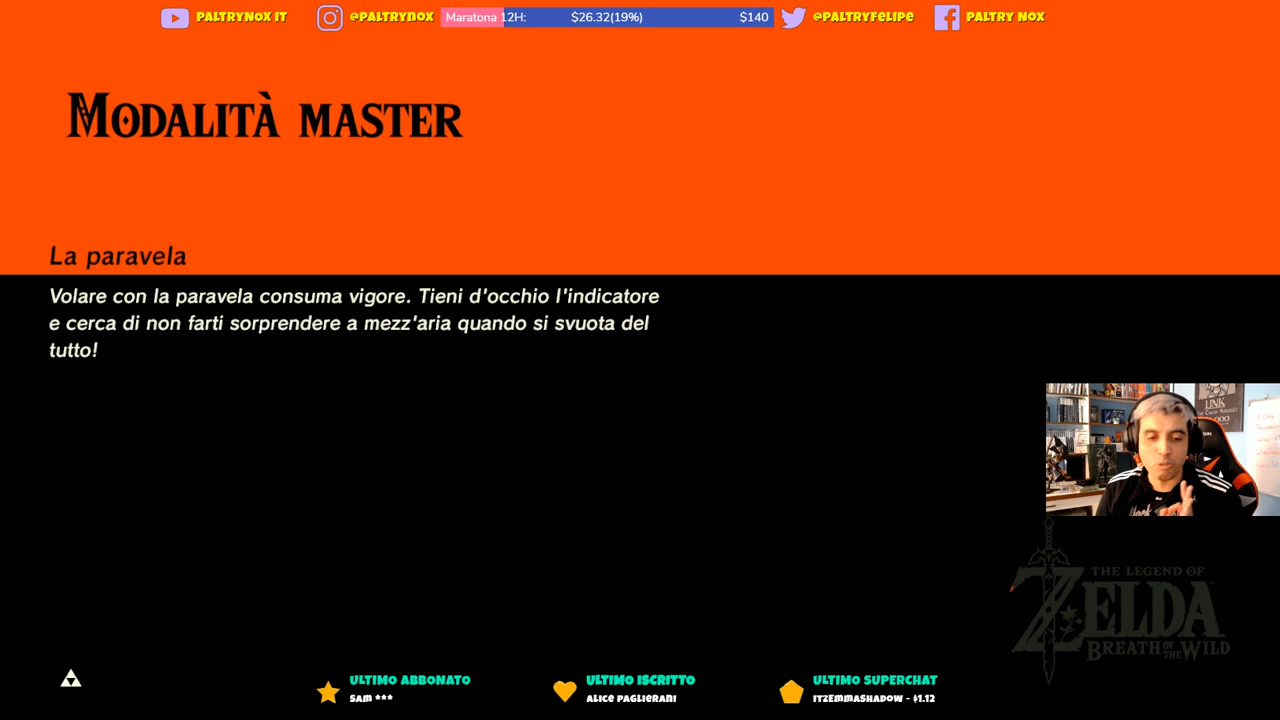 PALTRYNOX IT
@PALTRYNOX
Maratona 12H: $26.32(19%) $140
@PALTRYFELIPE
PALTRY NOX
MODALITÀ MASTER
La paravela
Volare con la paravela consuma vigore. Tieni d'occhio l'indicatore
e cerca di non farti sorprendere a mezz'aria quando si svuota del
tutto!
LINK
THE LEGEND OF
ZELDA
BREATH OF THE WILD
ULTIMO ABBONATO
SAM ***
ULTIMO ISCRITTO
ALICE PAGLIERANI
ULTIMO SUPERCHAT
ITZEMMASHADOW - $1.12